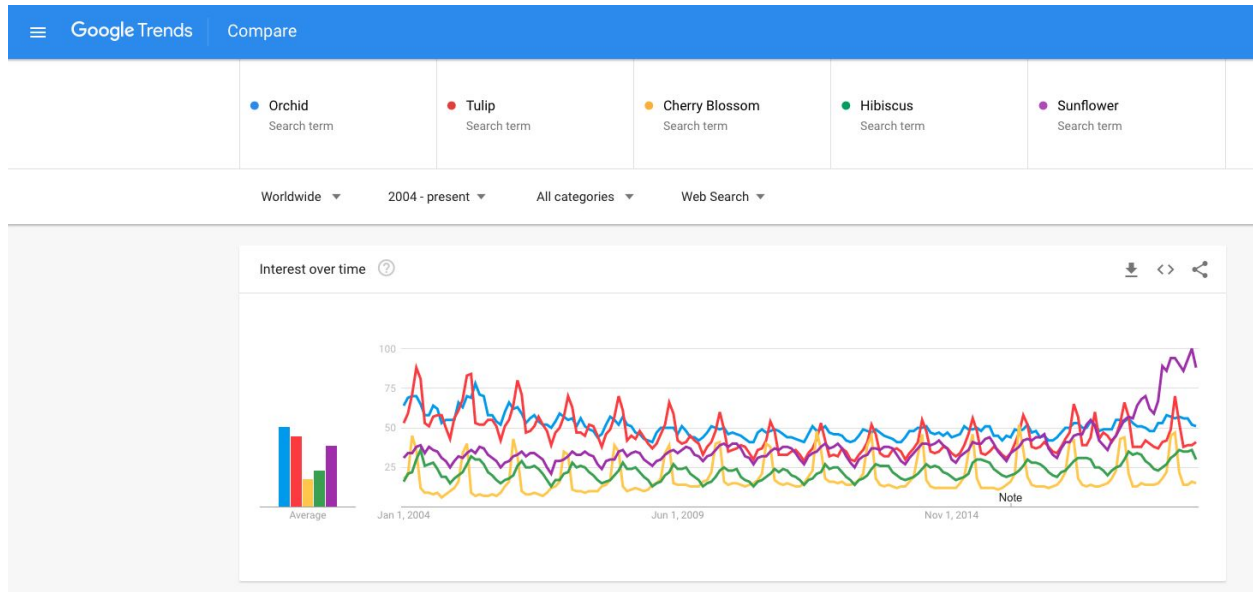 Google Trends Compare
Orchid
Search term
Tulip
Search term
Cherry Blossom
Search term
Hibiscus
Search term
Sunflower
Search term
Worldwide 2004 - present All categories Web Search
Interest over time ?
100
75
50
25
Note
Average
Jan 1, 2004 Jun 1, 2009 Nov 1, 2014